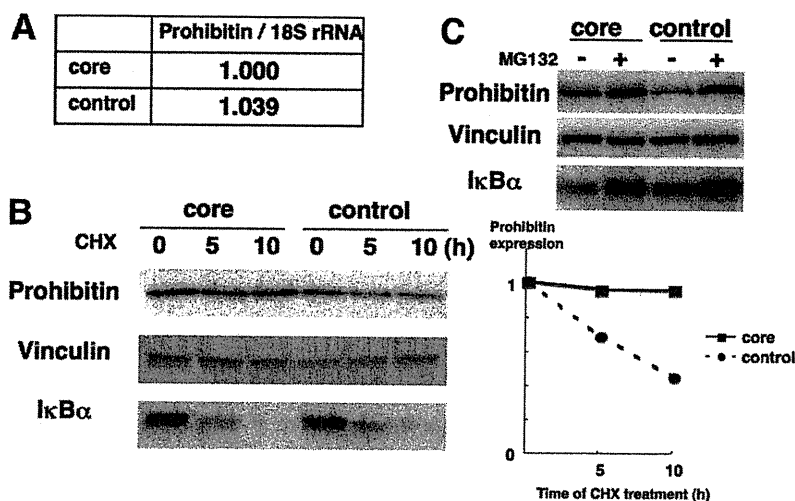 A
Prohibitin / 18S rRNA
core 1.000
control 1.039
B
core control
CHX 0 5 10 0 5 10 (h)
Prohibitin
Vinculin
IκBα
C
core control
MG132 - + - +
Prohibitin
Vinculin
IκBα
Prohibitin
expression
1
0
5 10
Time of CHX treatment (h)
core
control